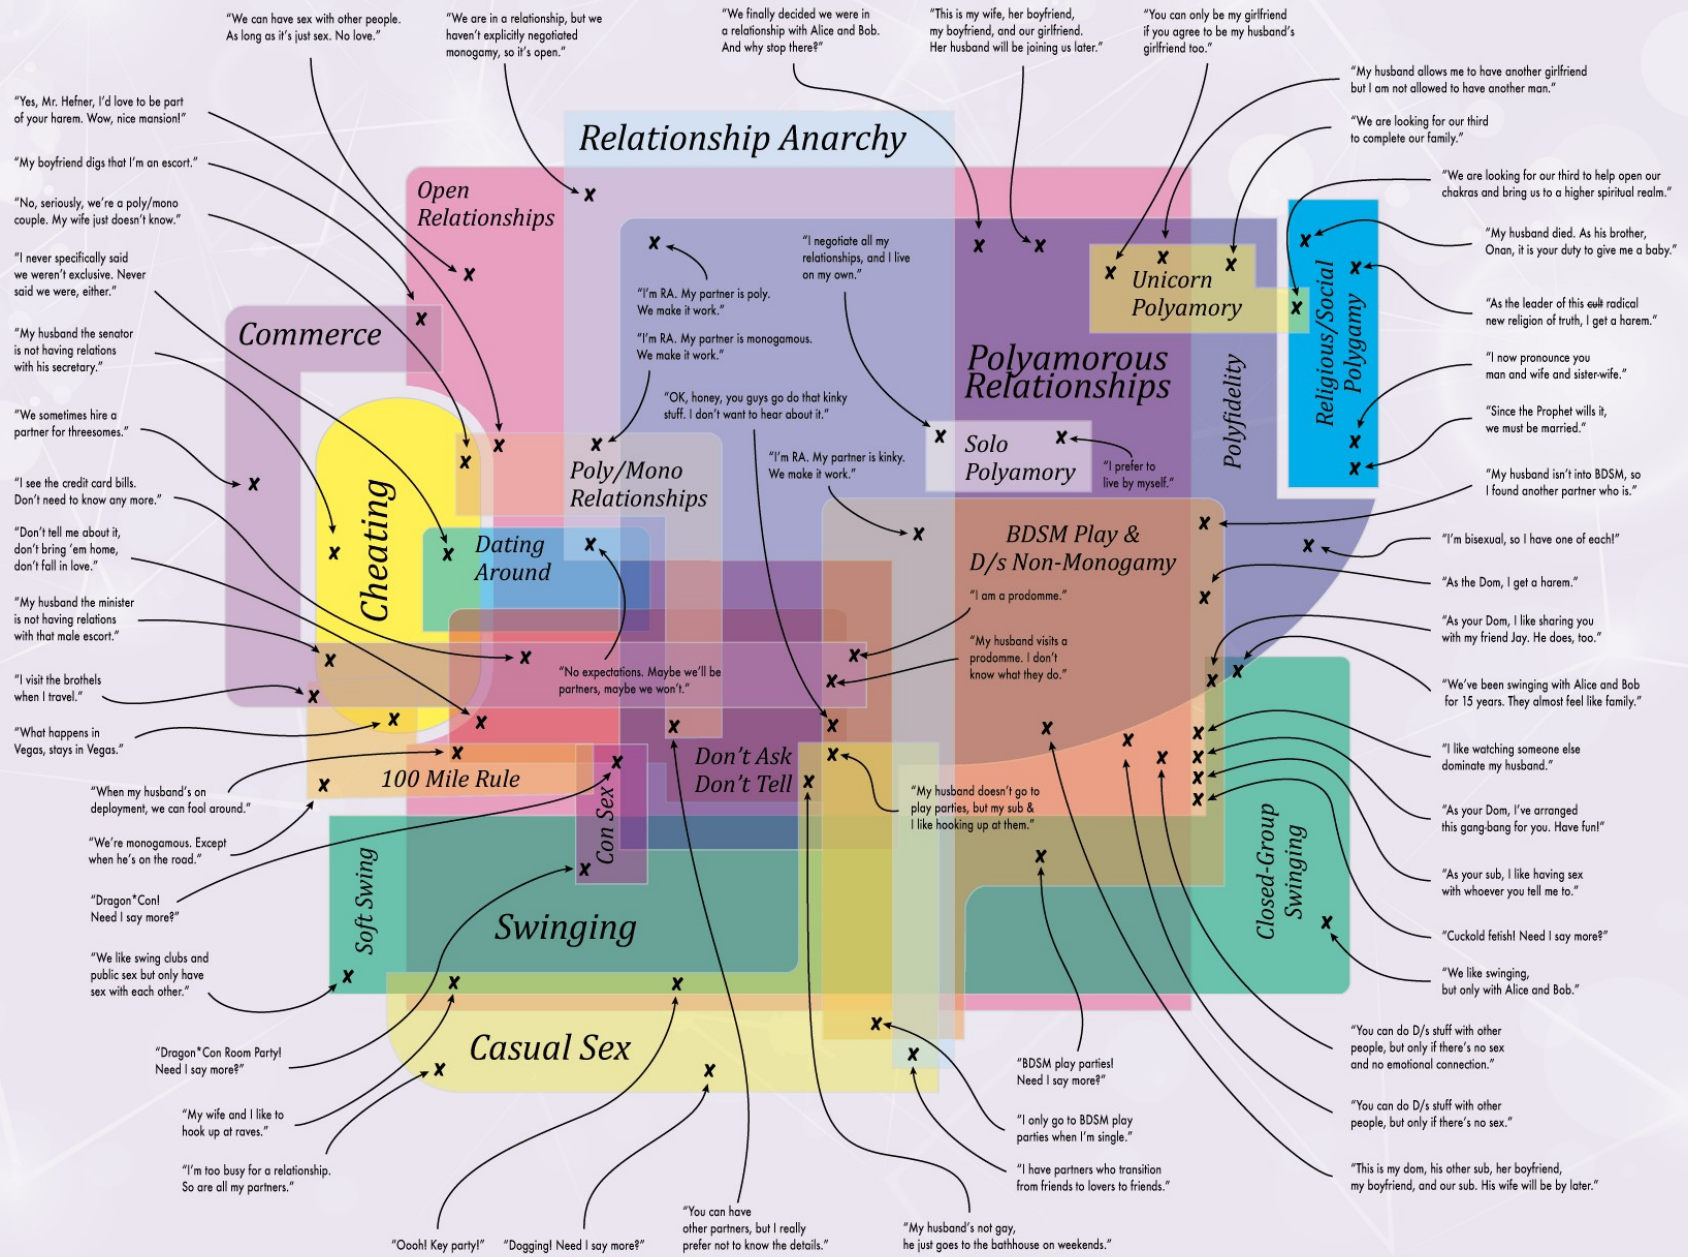 “We can have sex with other people.
As long as it’s just sex. No love.”
“We are in a relationship, but we
haven’t explicitly negotiated
monogamy, so it’s open.”
“We finally decided we were in
a relationship with Alice and Bob.
And why stop there?”
“This is my wife, her boyfriend,
my boyfriend, and our girlfriend.
Her husband will be joining us later.”
“You can only be my girlfriend
if you agree to be my husband’s
girlfriend too.”
“My husband allows me to have another girlfriend
but I am not allowed to have another man.”
“We are looking for our third
to complete our family.”
“We are looking for our third to help open our
chakras and bring us to a higher spiritual realm.”
“My husband died. As his brother,
Onan, it is your duty to give me a baby.”
“As the leader of this cult radical
new religion of truth, I get a harem.”
“I now pronounce you
man and wife and sister-wife.”
“Since the Prophet wills it,
we must be married.”
“My husband isn’t into BDSM, so
I found another partner who is.”
“I’m bisexual, so I have one of each!”
“As the Dom, I get a harem.”
“As your Dom, I like sharing you
with my friend Jay. He does, too.”
“We’ve been swinging with Alice and Bob
for 15 years. They almost feel like family.”
“I like watching someone else
dominate my husband.”
“As your Dom, I’ve arranged
this gang-bang for you. Have fun!”
“As your sub, I like having sex
with whoever you tell me to.”
“Cuckold fetish! Need I say more?”
“We like swinging,
but only with Alice and Bob.”
“You can do D/s stuff with other
people, but only if there’s no sex
and no emotional connection.”
“You can do D/s stuff with other
people, but only if there’s no sex.”
“This is my dom, his other sub, her boyfriend,
my boyfriend, and our sub. His wife will be by later.”
“Yes, Mr. Hefner, I’d love to be part
of your harem. Wow, nice mansion!”
“My boyfriend digs that I’m an escort.”
“No, seriously, we’re a poly/mono
couple. My wife just doesn’t know.”
“I never specifically said
we weren’t exclusive. Never
said we were, either.”
“My husband the senator
is not having relations
with his secretary.”
“We sometimes hire a
partner for threesomes.”
“I see the credit card bills.
Don’t need to know any more.”
“Don’t tell me about it,
don’t bring ’em home,
don’t fall in love.”
“My husband the minister
is not having relations
with that male escort.”
“I visit the brothels
when I travel.”
“What happens in
Vegas, stays in Vegas.”
“When my husband’s on
deployment, we can fool around.”
“We’re monogamous. Except
when he’s on the road.”
“Dragon*Con!
Need I say more?”
“We like swing clubs and
public sex but only have
sex with each other.”
“Dragon*Con Room Party!
Need I say more?”
“My wife and I like to
hook up at raves.”
“I’m too busy for a relationship.
So are all my partners.”
“Oooh! Key party!”
“Dogging! Need I say more?”
“You can have
other partners, but I really
prefer not to know the details.”
“My husband’s not gay,
he just goes to the bathhouse on weekends.”
“I have partners who transition
from friends to lovers to friends.”
“I only go to BDSM play
parties when I’m single.”
“BDSM play parties!
Need I say more?”
Relationship Anarchy
Open
Relationships
“I’m RA. My partner is poly.
We make it work.”
“I’m RA. My partner is monogamous.
We make it work.”
“I negotiate all my
relationships, and I live
on my own.”
“OK, honey, you guys go do that kinky
stuff. I don’t want to hear about it.”
“I’m RA. My partner is kinky.
We make it work.”
Unicorn
Polyamory
Religious/Social
Polygamy
Polyamorous
Relationships
Polyfidelity
Commerce
Cheating
Poly/Mono
Relationships
Solo
Polyamory
“I prefer to
live by myself.”
Dating
Around
BDSM Play &
D/s Non-Monogamy
“I am a prodomme.”
“My husband visits a
prodomme. I don’t
know what they do.”
“No expectations. Maybe we’ll be
partners, maybe we won’t.”
100 Mile Rule
Don’t Ask
Don’t Tell
“My husband doesn’t go to
play parties, but my sub &
I like hooking up at them.”
Con Sex
Soft Swing
Swinging
Closed-Group
Swinging
Casual Sex